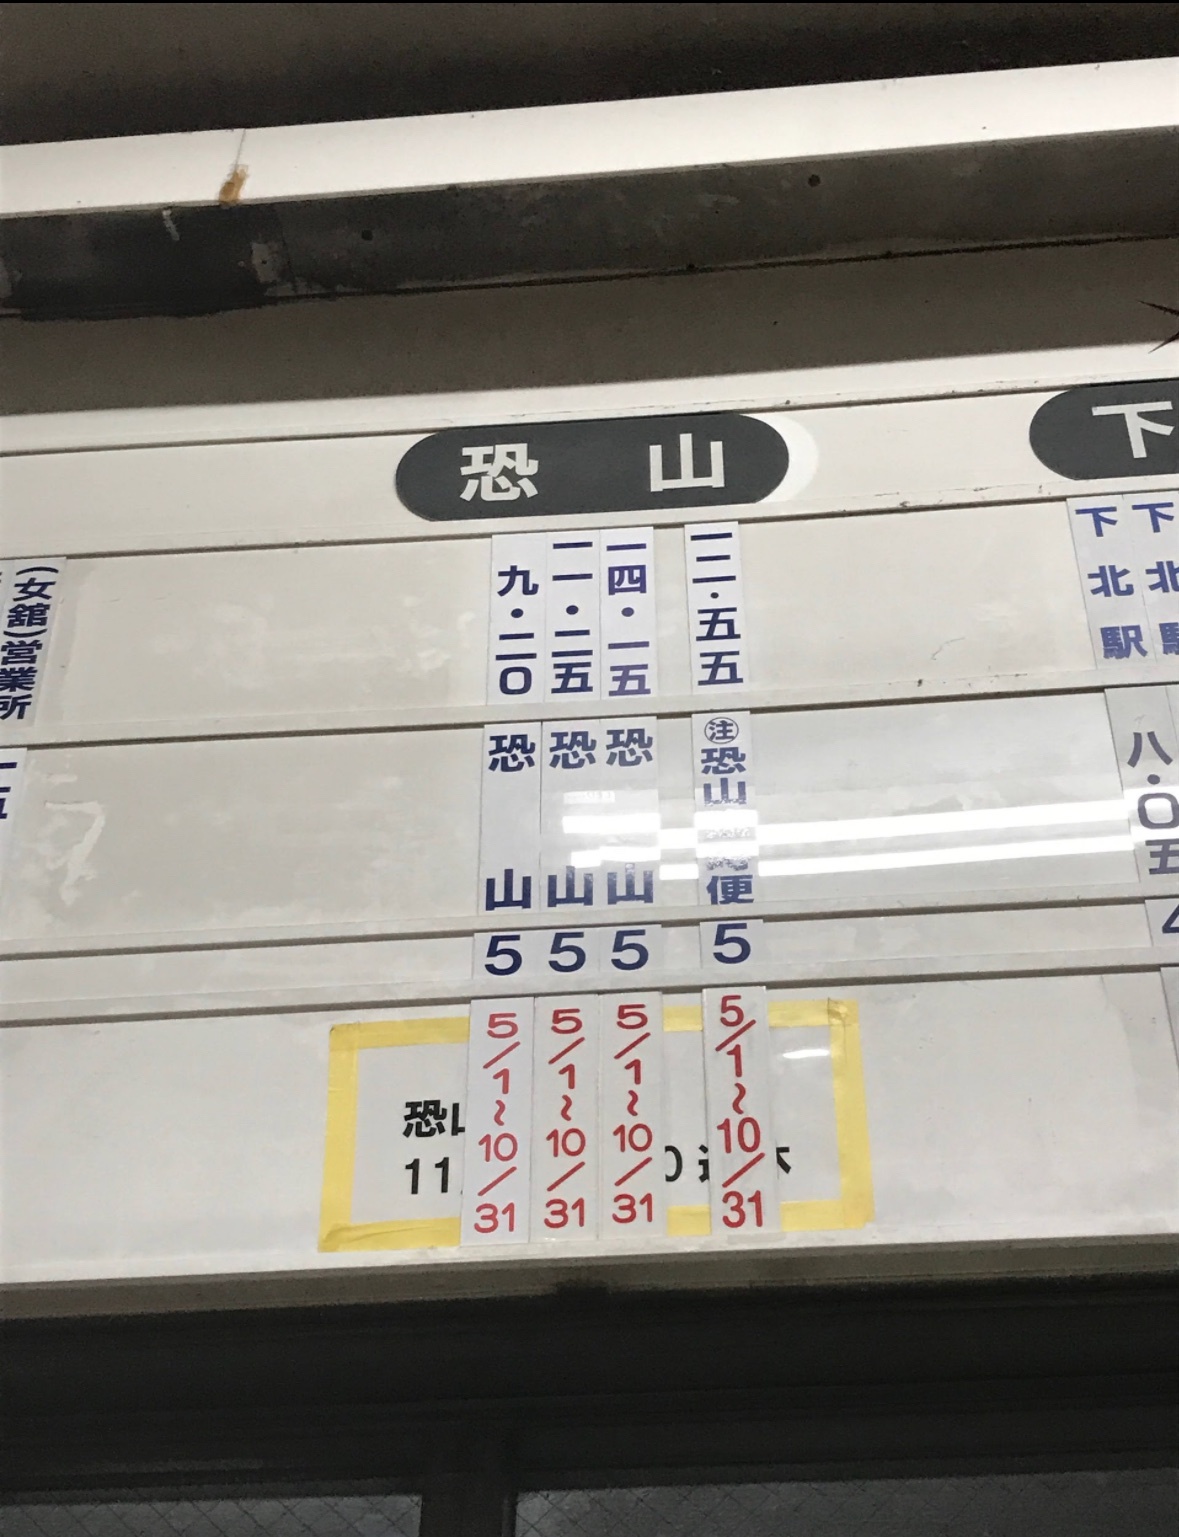 恐山
下
九・二〇
一一・二五
一四・一五
一二・五五
恐山
恐山
恐山
㊟恐山
便
5
5
5
5
5/1~10/31
5/1~10/31
5/1~10/31
5/1~10/31
恐山
11
(女舘)営業所
下北駅
下北駅
八・〇五